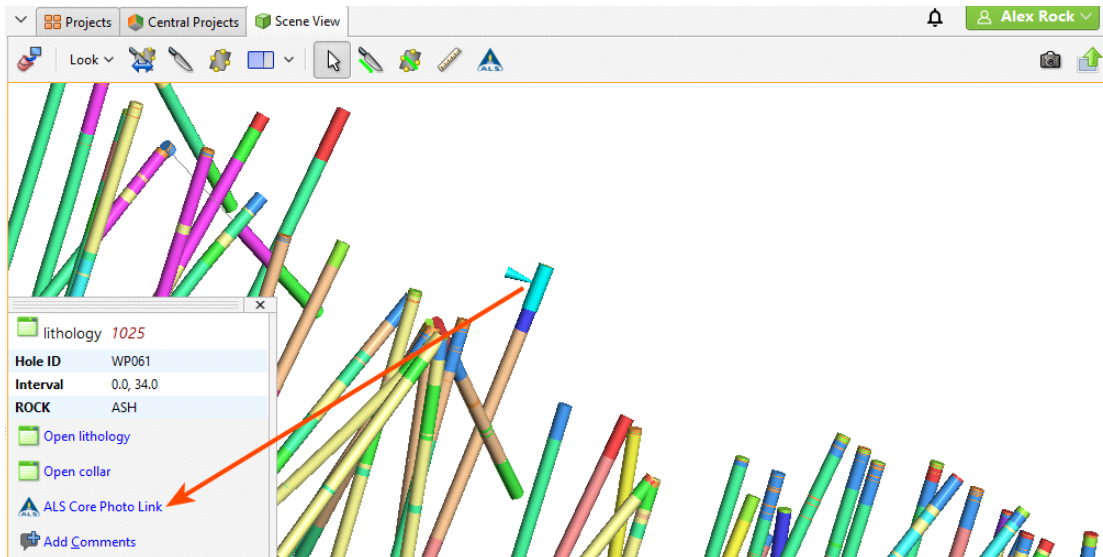 Projects Central Projects Scene View Alex Rock
Look ALS
x
lithology 1025
Hole ID WP061
Interval 0.0, 34.0
ROCK ASH
Open lithology
Open collar
ALS ALS Core Photo Link
Add Comments